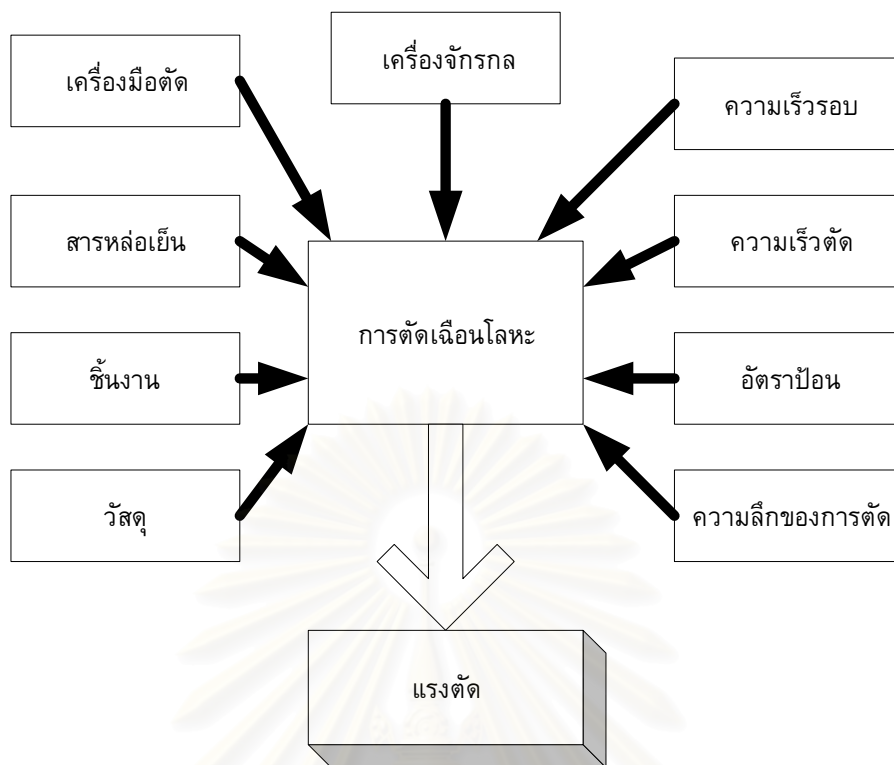 เครื่องจักรกล
เครื่องมือตัด
ความเร็วรอบ
สารหล่อเย็น
ความเร็วตัด
การตัดเฉือนโลหะ
ชิ้นงาน
อัตราป้อน
วัสดุ
ความลึกของการตัด
แรงตัด